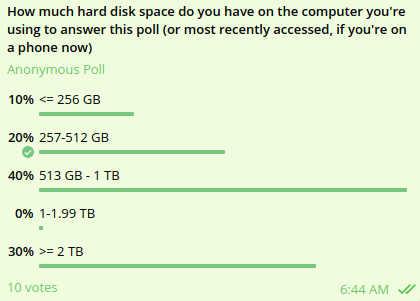 How much hard disk space do you have on the computer you're
using to answer this poll (or most recently accessed, if you're on
a phone now)
Anonymous Poll
10% <= 256 GB
20% 257-512 GB
40% 513 GB - 1 TB
0% 1-1.99 TB
30% >= 2 TB
10 votes 6:44 AM